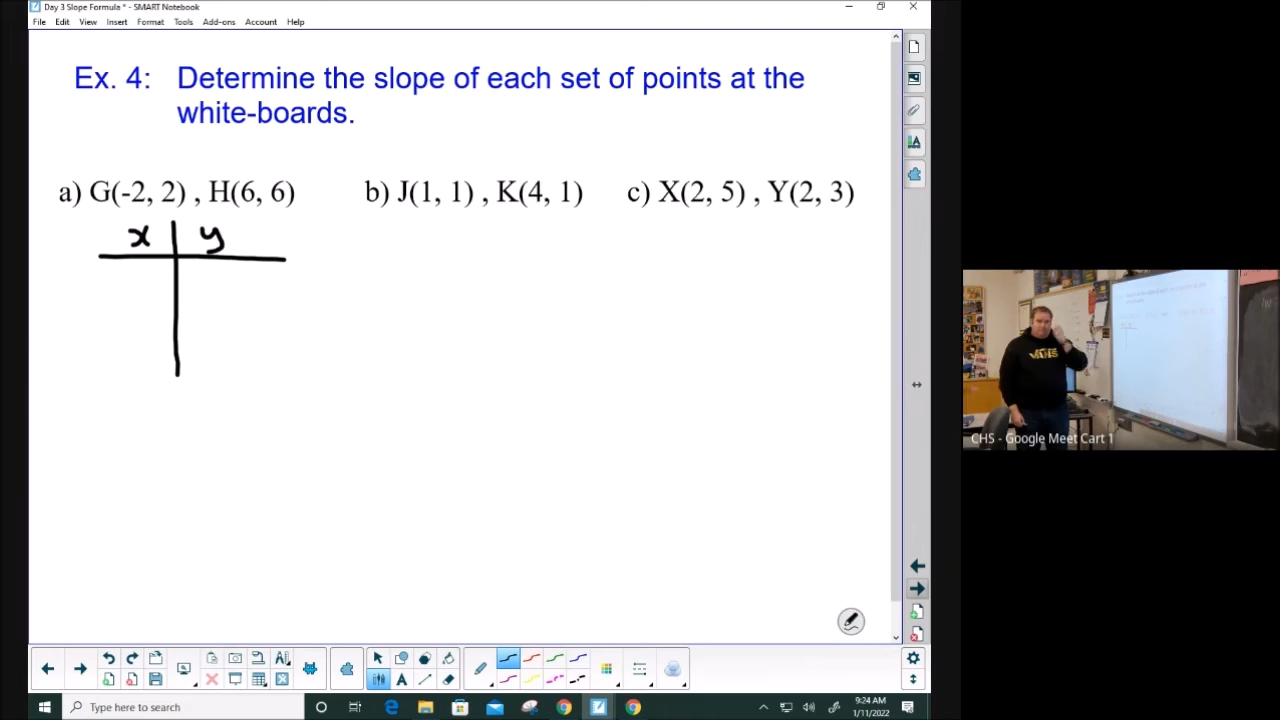 Day 3 Slope Formula * - SMART Notebook
File Edit View Insert Format Tools Add-ons Account Help
Ex. 4: Determine the slope of each set of points at the
white-boards.
a) G(-2, 2) , H(6, 6) b) J(1, 1) , K(4, 1) c) X(2, 5) , Y(2, 3)
x y
VANS
CHS - Google Meet Cart 1
Type here to search
9:24 AM
1/11/2022